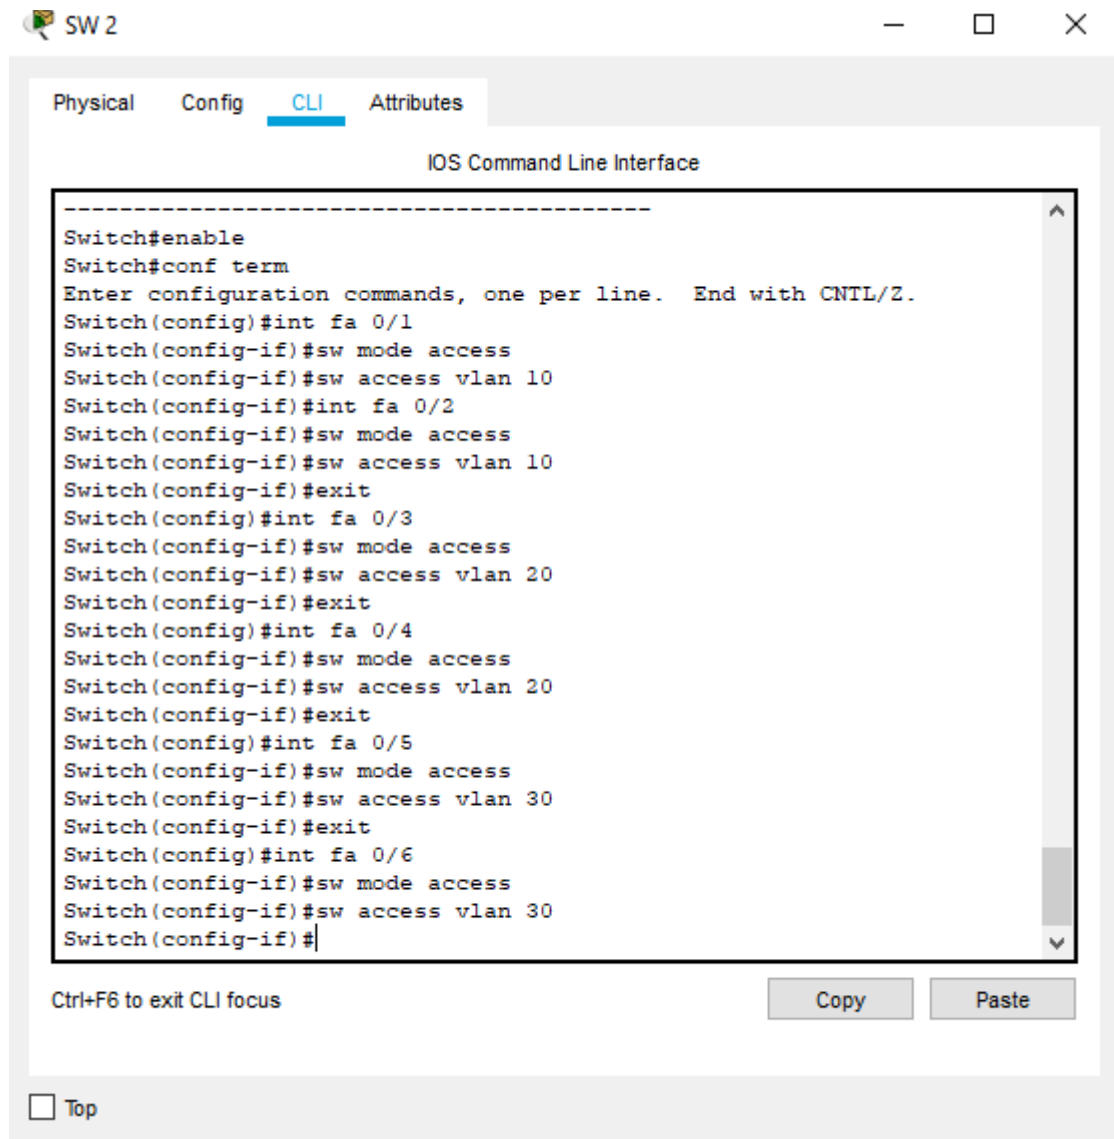 SW 2
Physical Config CLI Attributes
IOS Command Line Interface
------------------------------------------
Switch#enable
Switch#conf term
Enter configuration commands, one per line.  End with CNTL/Z.
Switch(config)#int fa 0/1
Switch(config-if)#sw mode access
Switch(config-if)#sw access vlan 10
Switch(config-if)#int fa 0/2
Switch(config-if)#sw mode access
Switch(config-if)#sw access vlan 10
Switch(config-if)#exit
Switch(config)#int fa 0/3
Switch(config-if)#sw mode access
Switch(config-if)#sw access vlan 20
Switch(config-if)#exit
Switch(config)#int fa 0/4
Switch(config-if)#sw mode access
Switch(config-if)#sw access vlan 20
Switch(config-if)#exit
Switch(config)#int fa 0/5
Switch(config-if)#sw mode access
Switch(config-if)#sw access vlan 30
Switch(config-if)#exit
Switch(config)#int fa 0/6
Switch(config-if)#sw mode access
Switch(config-if)#sw access vlan 30
Switch(config-if)#
Ctrl+F6 to exit CLI focus Copy Paste
Top